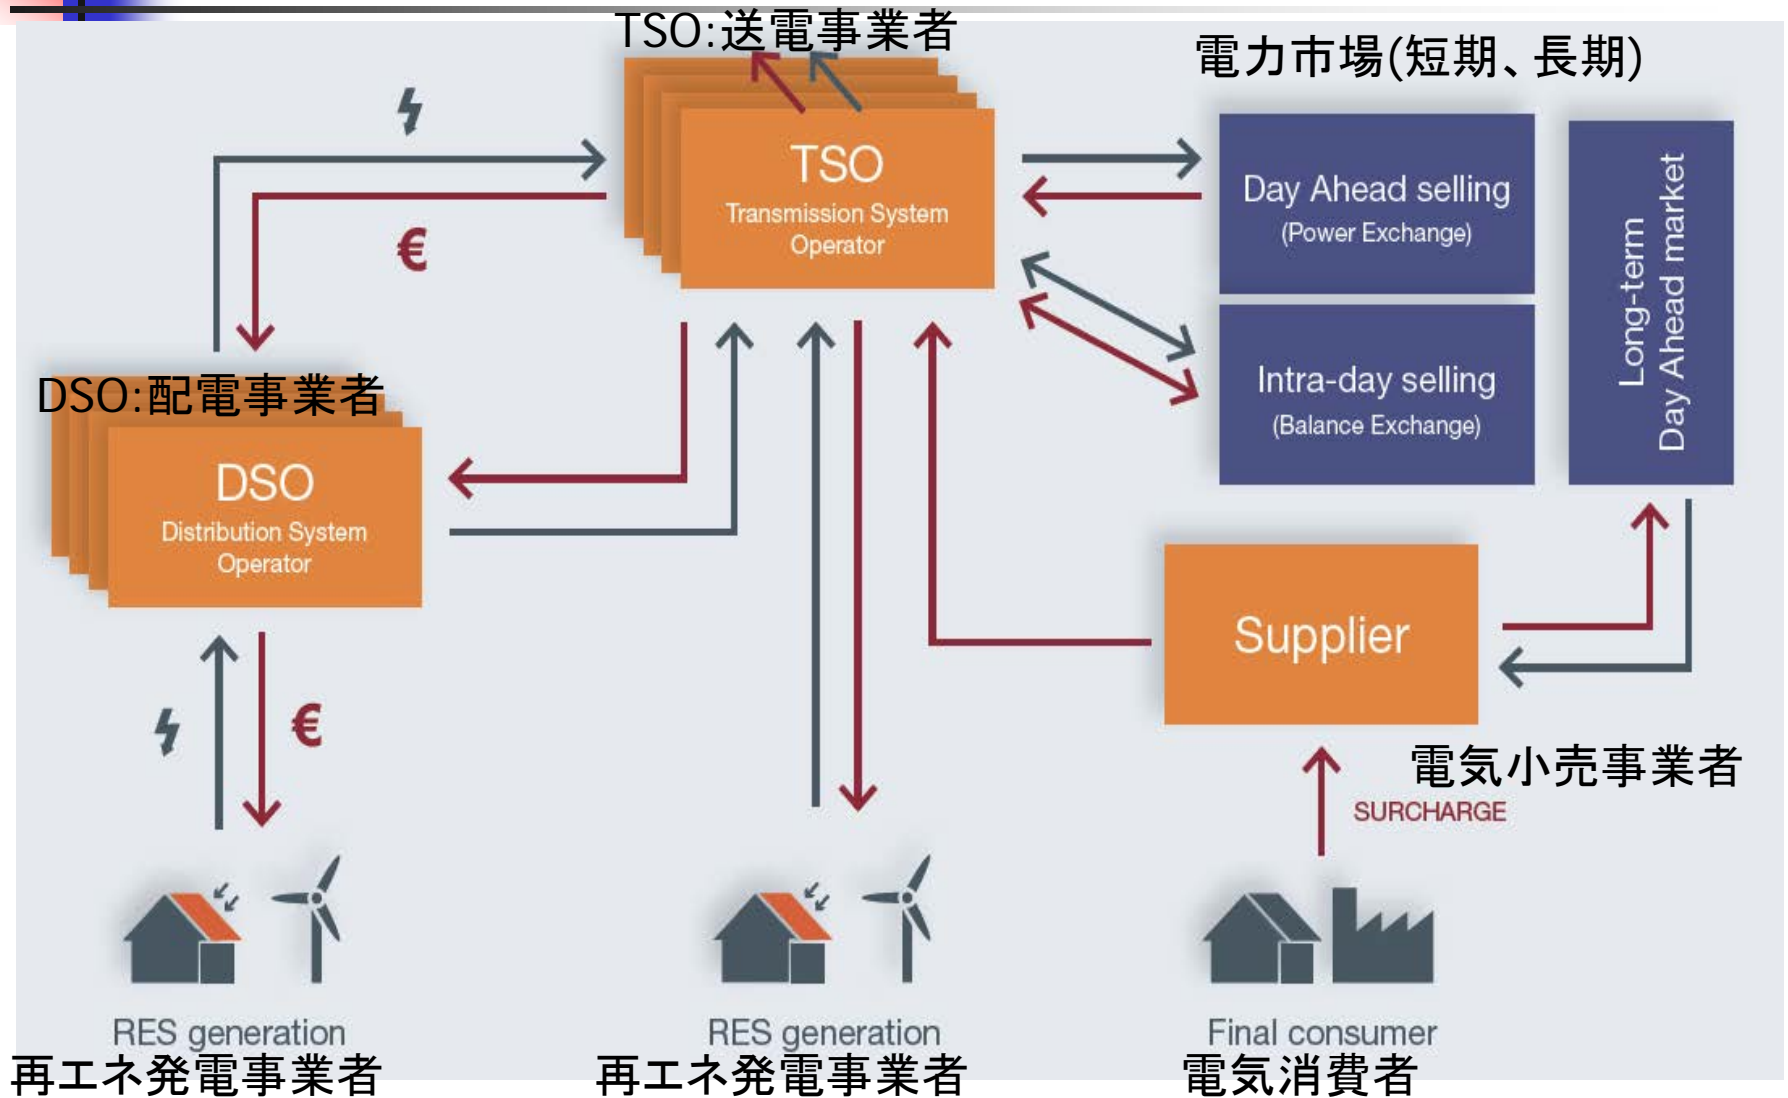 TSO:送電事業者
電力市場(短期、長期)
TSO
Transmission System
Operator
Day Ahead selling
(Power Exchange)
Long-term
Day Ahead market
€
Intra-day selling
(Balance Exchange)
DSO:配電事業者
DSO
Distribution System
Operator
Supplier
€
電気小売事業者
SURCHARGE
RES generation
再エネ発電事業者
RES generation
再エネ発電事業者
Final consumer
電気消費者